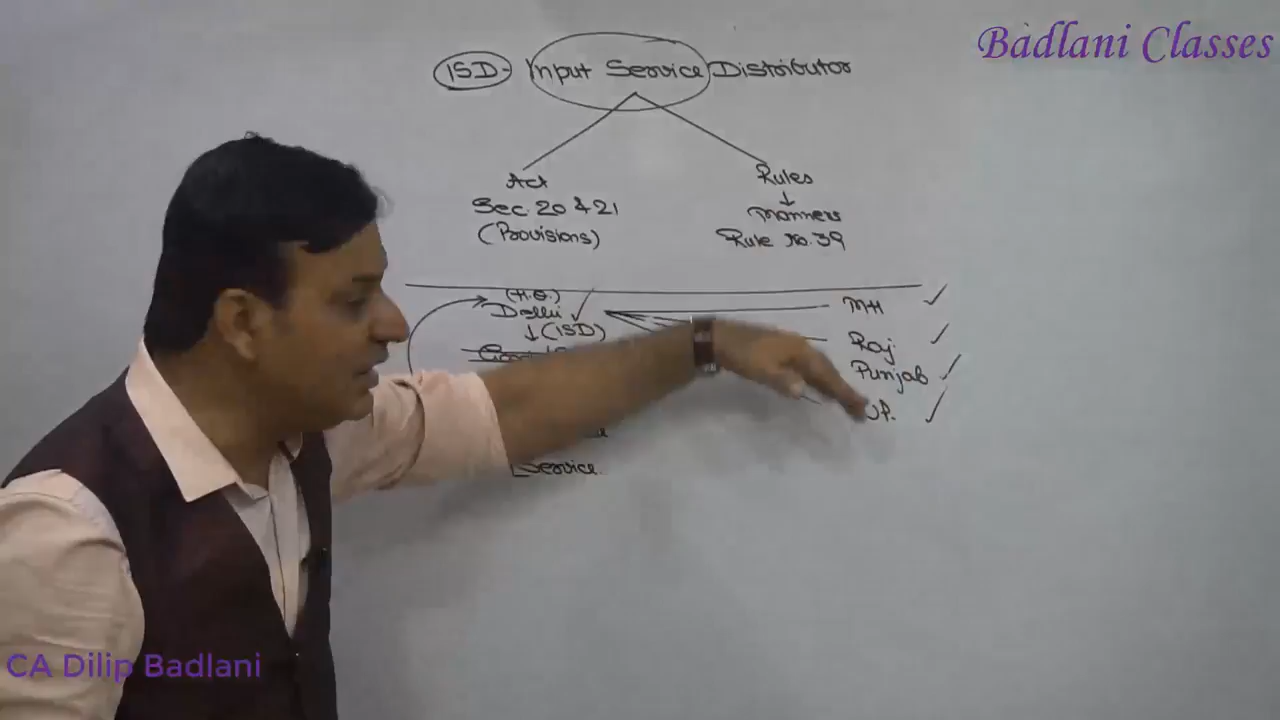 Badlani Classes
ISD- Input Service Distributor
Act
Sec. 20 & 21
(Provisions)
Rules
Manners
Rule No. 39
(H.O.)
Delhi
(ISD)
Service
MH
Raj
Punjab
UP.
CA Dilip Badlani